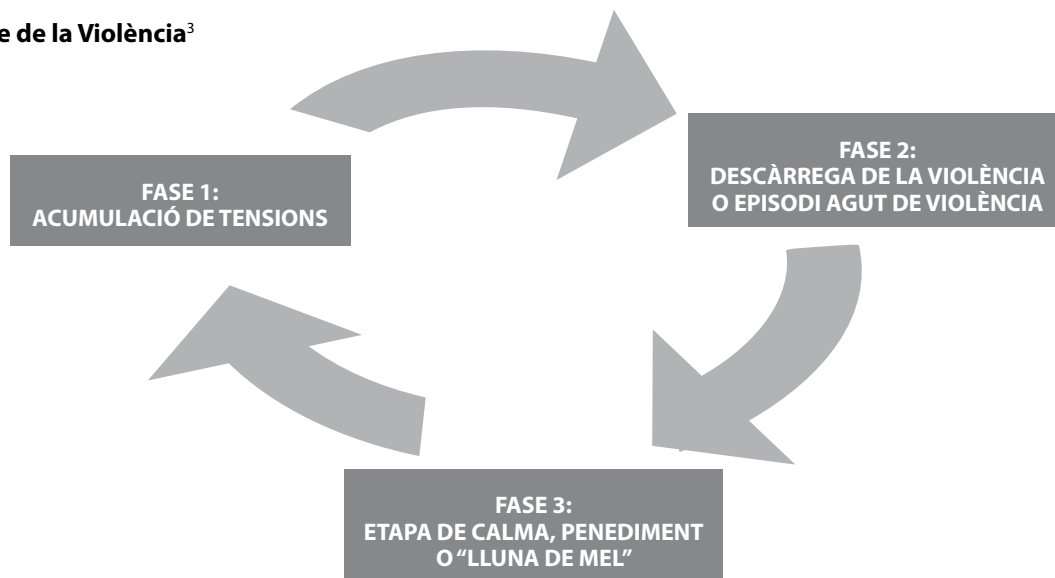 de la Violència³
FASE 1:
ACUMULACIÓ DE TENSIONS
FASE 2:
DESCÀRREGA DE LA VIOLÈNCIA
O EPISODI AGUT DE VIOLÈNCIA
FASE 3:
ETAPA DE CALMA, PENEDIMENT
O “LLUNA DE MEL”